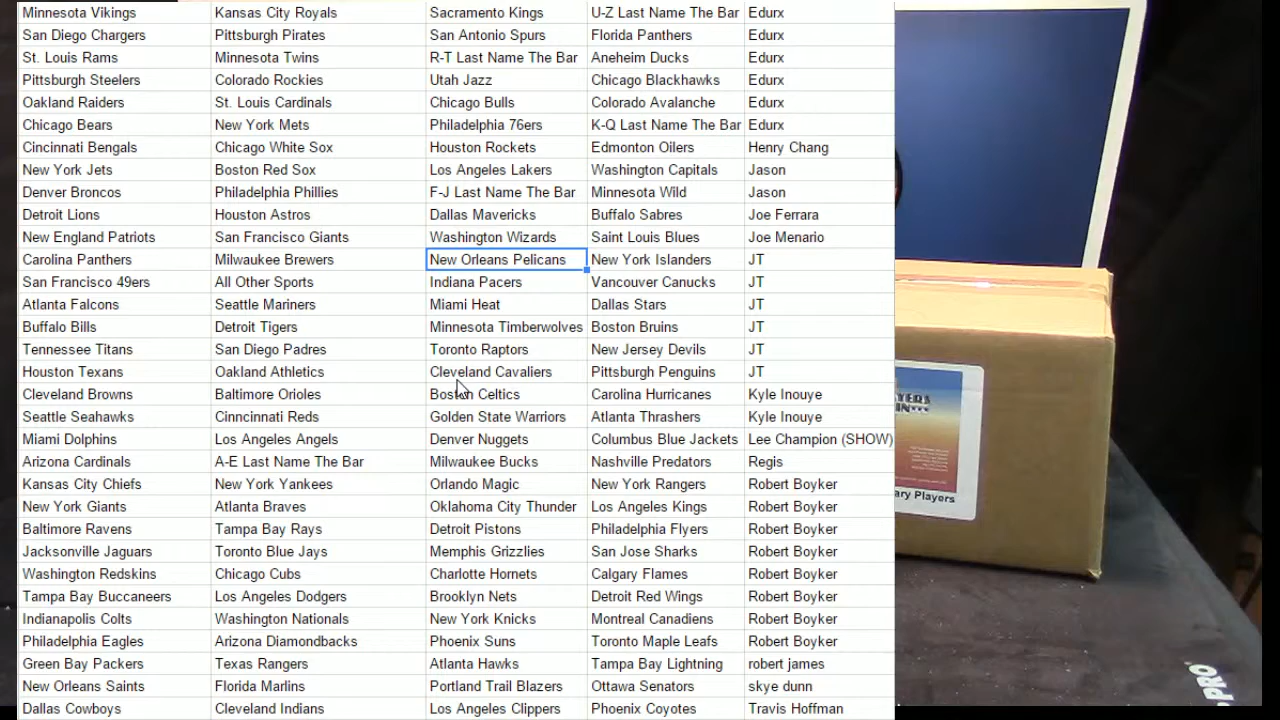 Minnesota Vikings Kansas City Royals Sacramento Kings U-Z Last Name The Bar Edurx
San Diego Chargers Pittsburgh Pirates San Antonio Spurs Florida Panthers Edurx
St. Louis Rams Minnesota Twins R-T Last Name The Bar Aneheim Ducks Edurx
Pittsburgh Steelers Colorado Rockies Utah Jazz Chicago Blackhawks Edurx
Oakland Raiders St. Louis Cardinals Chicago Bulls Colorado Avalanche Edurx
Chicago Bears New York Mets Philadelphia 76ers K-Q Last Name The Bar Edurx
Cincinnati Bengals Chicago White Sox Houston Rockets Edmonton Oilers Henry Chang
New York Jets Boston Red Sox Los Angeles Lakers Washington Capitals Jason
Denver Broncos Philadelphia Phillies F-J Last Name The Bar Minnesota Wild Jason
Detroit Lions Houston Astros Dallas Mavericks Buffalo Sabres Joe Ferrara
New England Patriots San Francisco Giants Washington Wizards Saint Louis Blues Joe Menario
Carolina Panthers Milwaukee Brewers New Orleans Pelicans New York Islanders JT
San Francisco 49ers All Other Sports Indiana Pacers Vancouver Canucks JT
Atlanta Falcons Seattle Mariners Miami Heat Dallas Stars JT
Buffalo Bills Detroit Tigers Minnesota Timberwolves Boston Bruins JT
Tennessee Titans San Diego Padres Toronto Raptors New Jersey Devils JT
Houston Texans Oakland Athletics Cleveland Cavaliers Pittsburgh Penguins JT
Cleveland Browns Baltimore Orioles Boston Celtics Carolina Hurricanes Kyle Inouye
Seattle Seahawks Cinncinnati Reds Golden State Warriors Atlanta Thrashers Kyle Inouye
Miami Dolphins Los Angeles Angels Denver Nuggets Columbus Blue Jackets Lee Champion (SHOW)
Arizona Cardinals A-E Last Name The Bar Milwaukee Bucks Nashville Predators Regis
Kansas City Chiefs New York Yankees Orlando Magic New York Rangers Robert Boyker
New York Giants Atlanta Braves Oklahoma City Thunder Los Angeles Kings Robert Boyker
Baltimore Ravens Tampa Bay Rays Detroit Pistons Philadelphia Flyers Robert Boyker
Jacksonville Jaguars Toronto Blue Jays Memphis Grizzlies San Jose Sharks Robert Boyker
Washington Redskins Chicago Cubs Charlotte Hornets Calgary Flames Robert Boyker
Tampa Bay Buccaneers Los Angeles Dodgers Brooklyn Nets Detroit Red Wings Robert Boyker
Indianapolis Colts Washington Nationals New York Knicks Montreal Canadiens Robert Boyker
Philadelphia Eagles Arizona Diamondbacks Phoenix Suns Toronto Maple Leafs Robert Boyker
Green Bay Packers Texas Rangers Atlanta Hawks Tampa Bay Lightning robert james
New Orleans Saints Florida Marlins Portland Trail Blazers Ottawa Senators skye dunn
Dallas Cowboys Cleveland Indians Los Angeles Clippers Phoenix Coyotes Travis Hoffman
YERS
IN
ary Players
PRO